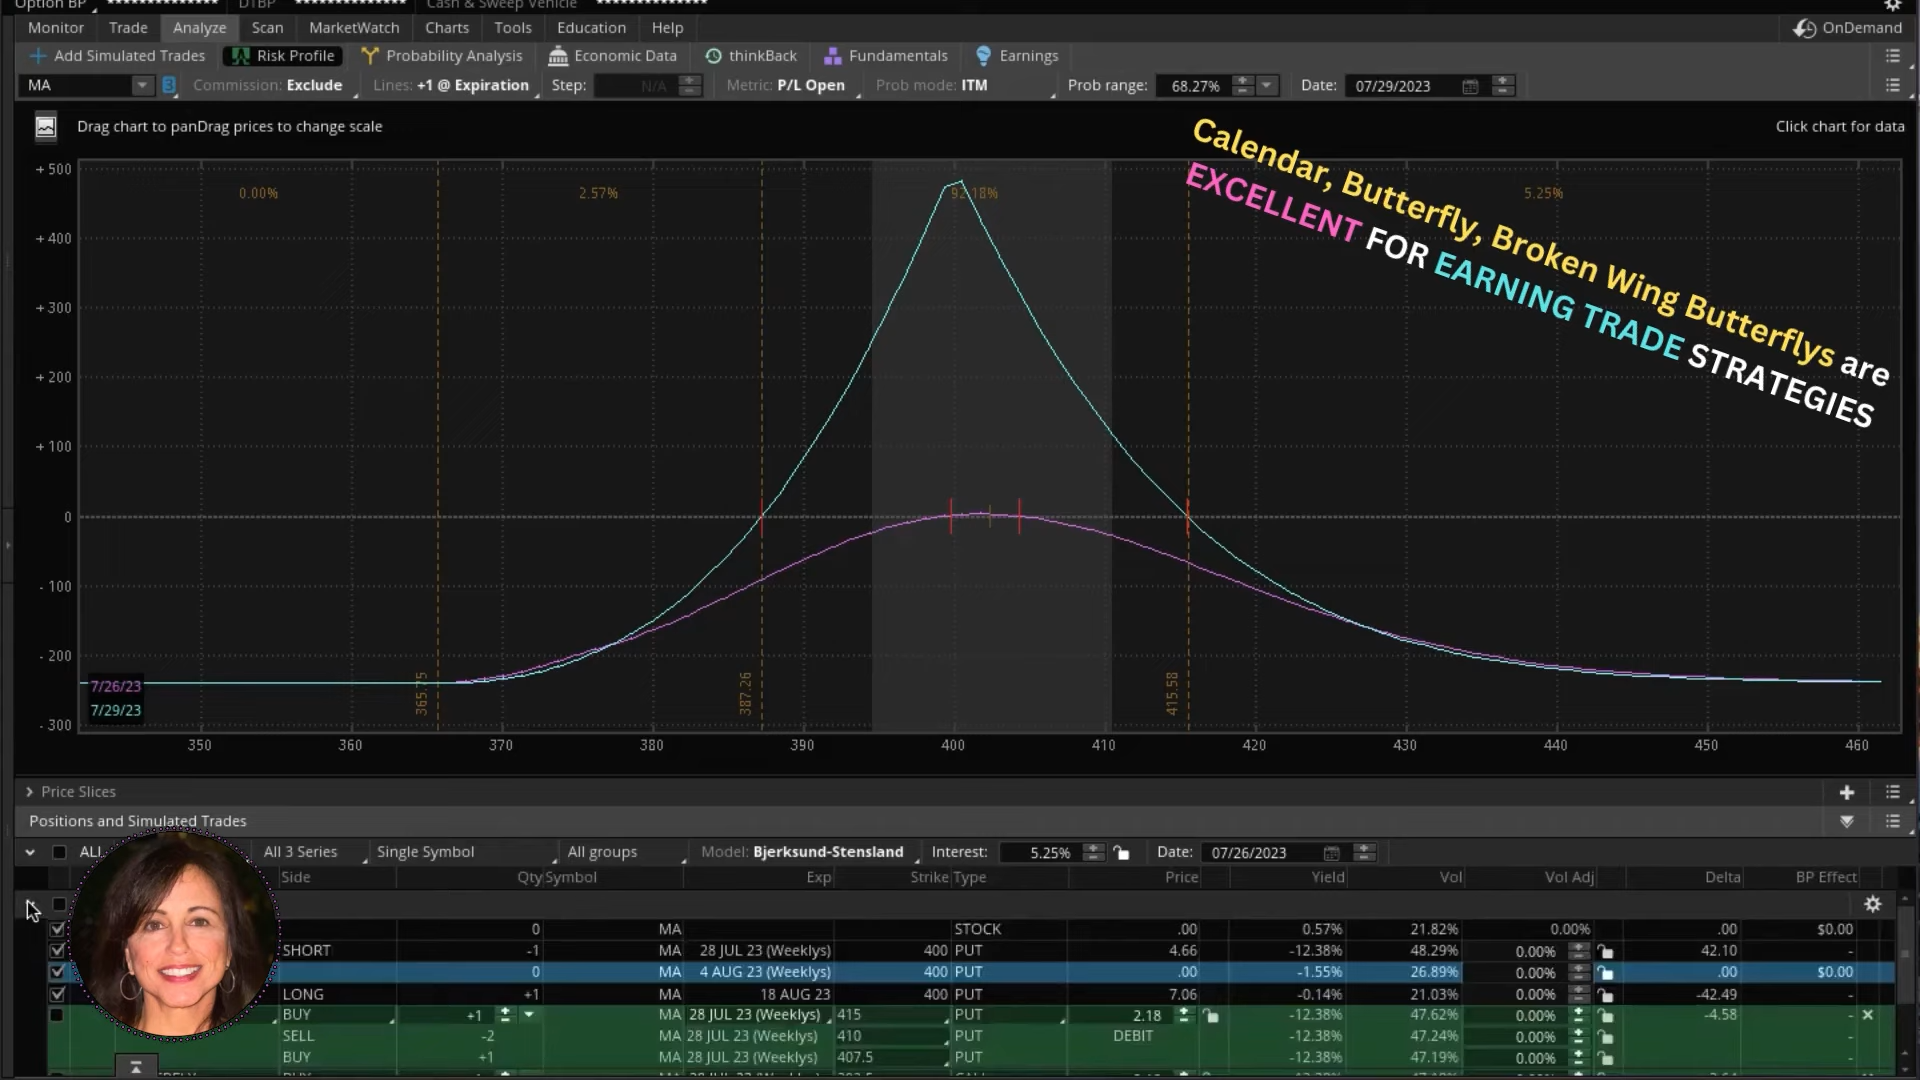 Option BP ************** DTBP ************** Cash & Sweep Vehicle **************
Monitor Trade Analyze Scan MarketWatch Charts Tools Education Help OnDemand
Add Simulated Trades Risk Profile Probability Analysis Economic Data thinkBack Fundamentals Earnings
MA 3 Commission: Exclude Lines: +1 @ Expiration Step: N/A Metric: P/L Open Prob mode: ITM Prob range: 68.27% Date: 07/29/2023
Drag chart to panDrag prices to change scale Click chart for data
Calendar, Butterfly, Broken Wing Butterflys are
EXCELLENT FOR EARNING TRADE STRATEGIES
+500
0.00% 2.57% 92.18% 5.25%
+400
+300
+200
+100
0
-100
-200
-300
365.75
387.26
415.58
7/26/23
7/29/23
350 360 370 380 390 400 410 420 430 440 450 460
Price Slices
Positions and Simulated Trades
All 3 Series Single Symbol All groups Model: Bjerksund-Stensland Interest: 5.25% Date: 07/26/2023
Side Qty Symbol Exp Strike Type Price Yield Vol Vol Adj Delta BP Effect
0 MA STOCK .00 0.57% 21.82% 0.00% .00 $0.00
SHORT -1 MA 28 JUL 23 (Weeklys) 400 PUT 4.66 -12.38% 48.29% 0.00% 42.10 -
0 MA 4 AUG 23 (Weeklys) 400 PUT .00 -1.55% 26.89% 0.00% .00 $0.00
LONG +1 MA 18 AUG 23 400 PUT 7.06 -0.14% 21.03% 0.00% -42.49 -
BUY +1 MA 28 JUL 23 (Weeklys) 415 PUT 2.18 -12.38% 47.62% 0.00% -4.58 -
SELL -2 MA 28 JUL 23 (Weeklys) 410 PUT DEBIT -12.38% 47.24% 0.00% -
BUY +1 MA 28 JUL 23 (Weeklys) 407.5 PUT -12.38% 47.19% 0.00% -